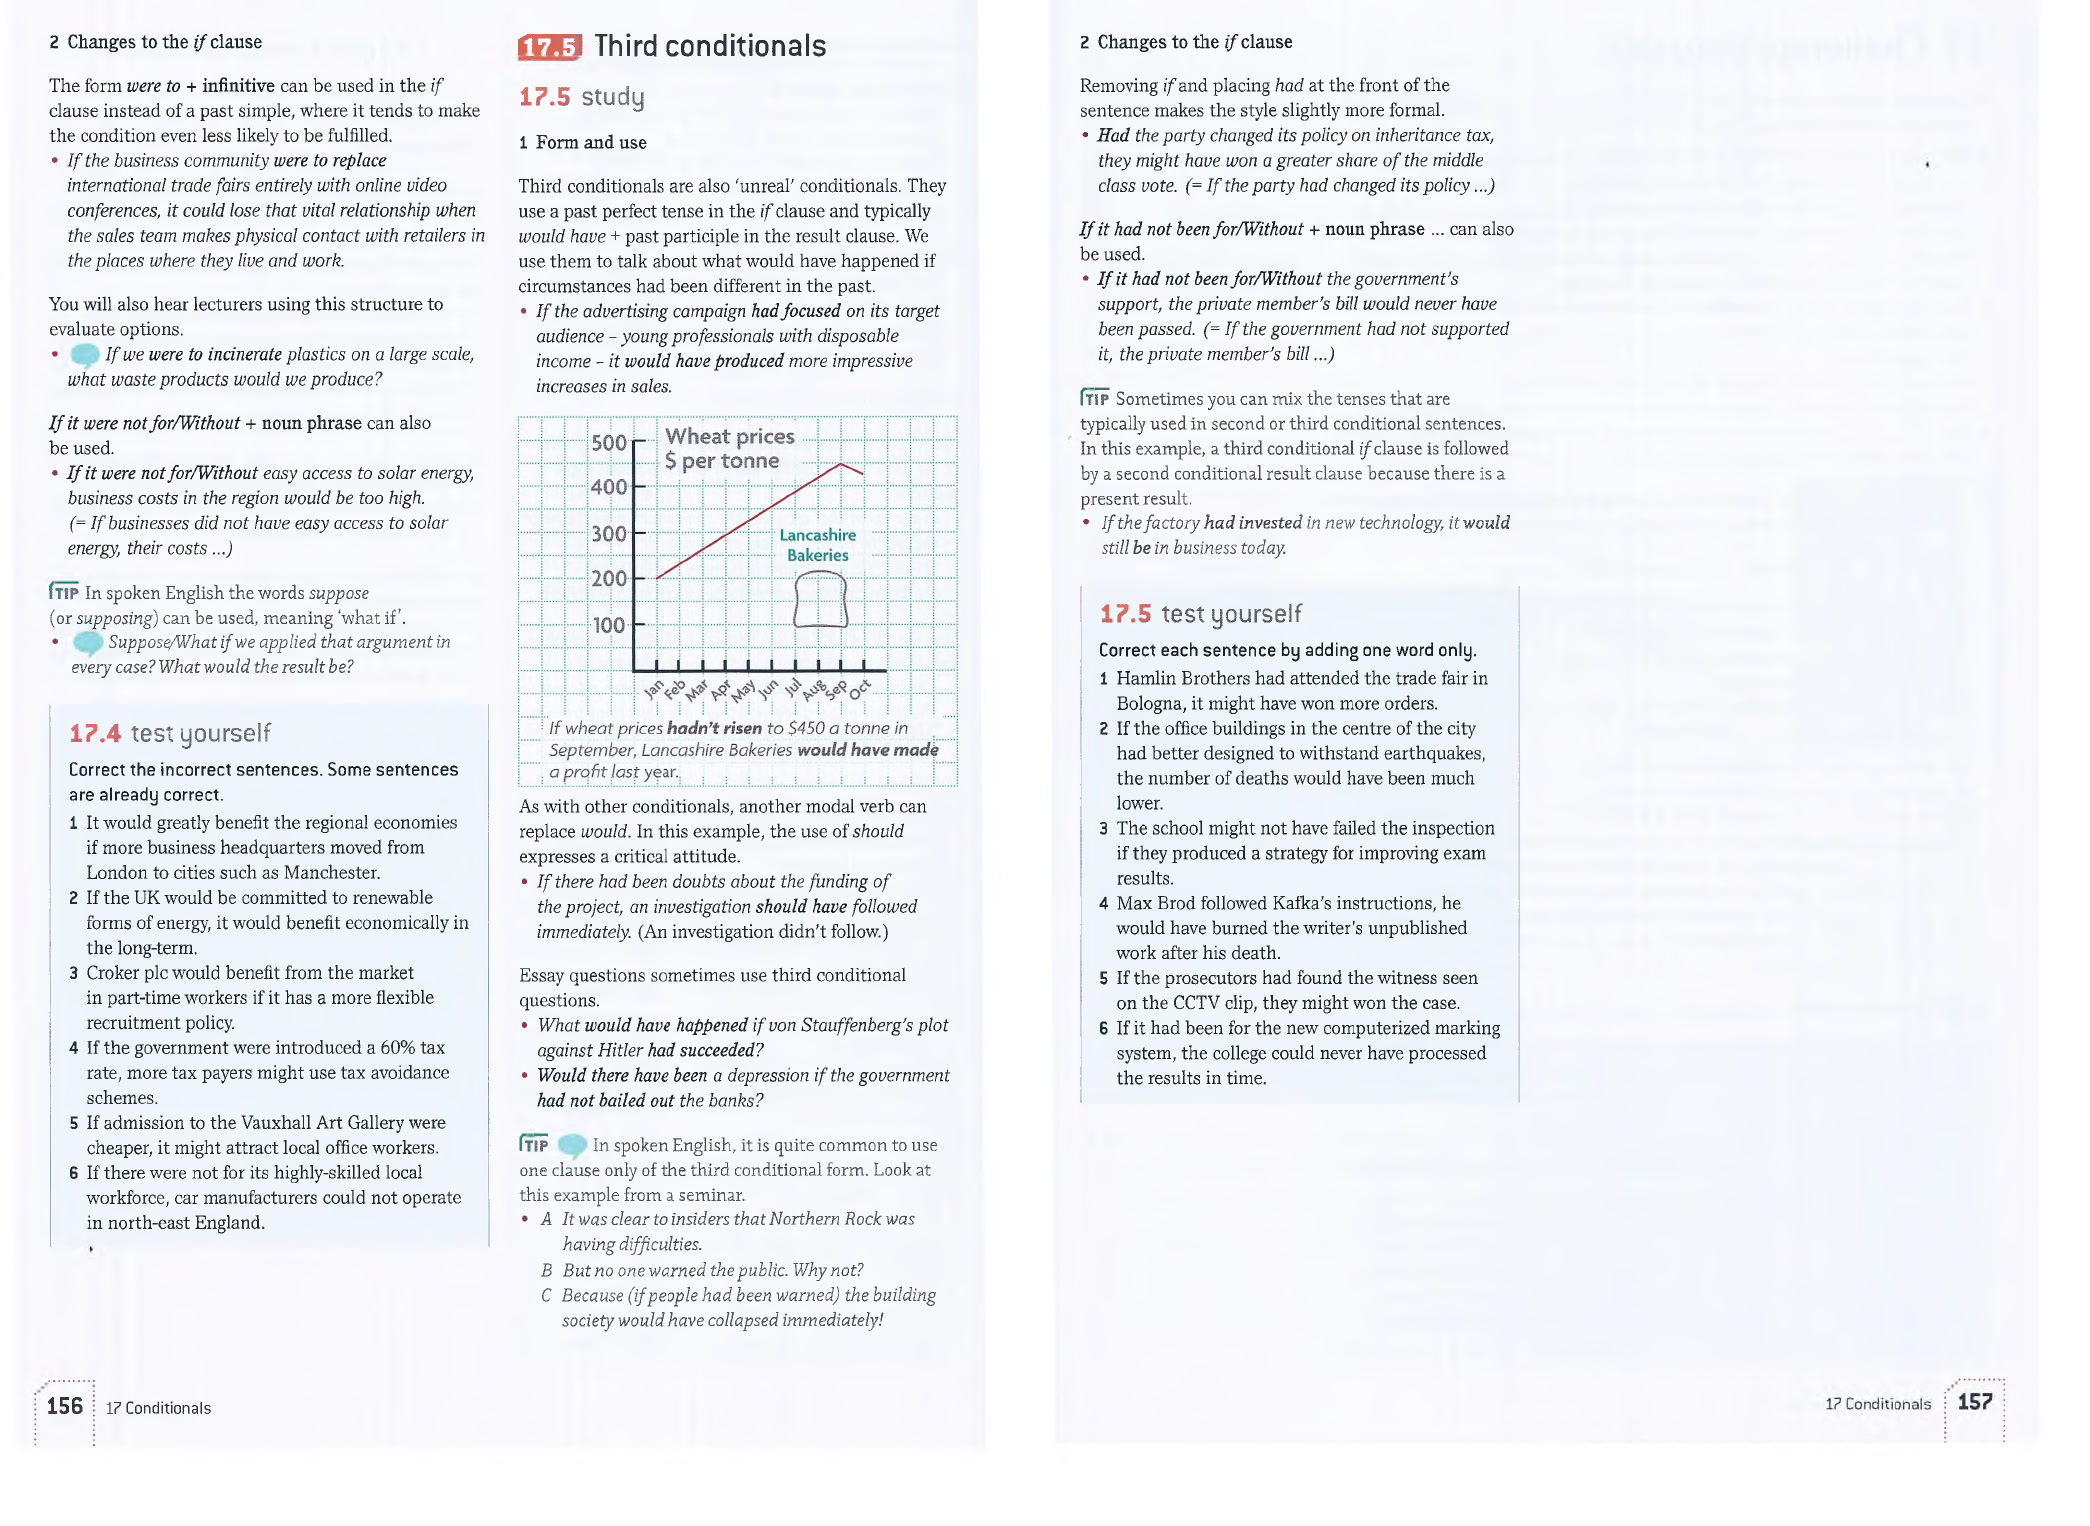 2 Changes to the if clause
The form were to + infinitive can be used in the if
clause instead of a past simple, where it tends to make
the condition even less likely to be fulfilled.
• If the business community were to replace
international trade fairs entirely with online video
conferences, it could lose that vital relationship when
the sales team makes physical contact with retailers in
the places where they live and work.
You will also hear lecturers using this structure to
evaluate options.
• If we were to incinerate plastics on a large scale,
what waste products would we produce?
If it were not for/Without + noun phrase can also
be used.
• If it were not for/Without easy access to solar energy,
business costs in the region would be too high.
(= If businesses did not have easy access to solar
energy, their costs ...)
TIP In spoken English the words suppose
(or supposing) can be used, meaning ‘what if’.
• Suppose/What if we applied that argument in
every case? What would the result be?
17.4 test yourself
Correct the incorrect sentences. Some sentences
are already correct.
1 It would greatly benefit the regional economies
if more business headquarters moved from
London to cities such as Manchester.
2 If the UK would be committed to renewable
forms of energy, it would benefit economically in
the long-term.
3 Croker plc would benefit from the market
in part-time workers if it has a more flexible
recruitment policy.
4 If the government were introduced a 60% tax
rate, more tax payers might use tax avoidance
schemes.
5 If admission to the Vauxhall Art Gallery were
cheaper, it might attract local office workers.
6 If there were not for its highly-skilled local
workforce, car manufacturers could not operate
in north-east England.
156 17 Conditionals
17.5 Third conditionals
17.5 study
1 Form and use
Third conditionals are also ‘unreal’ conditionals. They
use a past perfect tense in the if clause and typically
would have + past participle in the result clause. We
use them to talk about what would have happened if
circumstances had been different in the past.
• If the advertising campaign had focused on its target
audience – young professionals with disposable
income – it would have produced more impressive
increases in sales.
Wheat prices
$ per tonne
500
400
300
200
100
Lancashire
Bakeries
Jan Feb Mar Apr May Jun Jul Aug Sep Oct
If wheat prices hadn't risen to $450 a tonne in
September, Lancashire Bakeries would have made
a profit last year.
As with other conditionals, another modal verb can
replace would. In this example, the use of should
expresses a critical attitude.
• If there had been doubts about the funding of
the project, an investigation should have followed
immediately. (An investigation didn't follow.)
Essay questions sometimes use third conditional
questions.
• What would have happened if von Stauffenberg's plot
against Hitler had succeeded?
• Would there have been a depression if the government
had not bailed out the banks?
TIP In spoken English, it is quite common to use
one clause only of the third conditional form. Look at
this example from a seminar.
• A It was clear to insiders that Northern Rock was
having difficulties.
B But no one warned the public. Why not?
C Because (if people had been warned) the building
society would have collapsed immediately!
2 Changes to the if clause
Removing if and placing had at the front of the
sentence makes the style slightly more formal.
• Had the party changed its policy on inheritance tax,
they might have won a greater share of the middle
class vote. (= If the party had changed its policy ...)
If it had not been for/Without + noun phrase ... can also
be used.
• If it had not been for/Without the government's
support, the private member's bill would never have
been passed. (= If the government had not supported
it, the private member's bill ...)
TIP Sometimes you can mix the tenses that are
typically used in second or third conditional sentences.
In this example, a third conditional if clause is followed
by a second conditional result clause because there is a
present result.
• If the factory had invested in new technology, it would
still be in business today.
17.5 test yourself
Correct each sentence by adding one word only.
1 Hamlin Brothers had attended the trade fair in
Bologna, it might have won more orders.
2 If the office buildings in the centre of the city
had better designed to withstand earthquakes,
the number of deaths would have been much
lower.
3 The school might not have failed the inspection
if they produced a strategy for improving exam
results.
4 Max Brod followed Kafka's instructions, he
would have burned the writer's unpublished
work after his death.
5 If the prosecutors had found the witness seen
on the CCTV clip, they might won the case.
6 If it had been for the new computerized marking
system, the college could never have processed
the results in time.
17 Conditionals 157